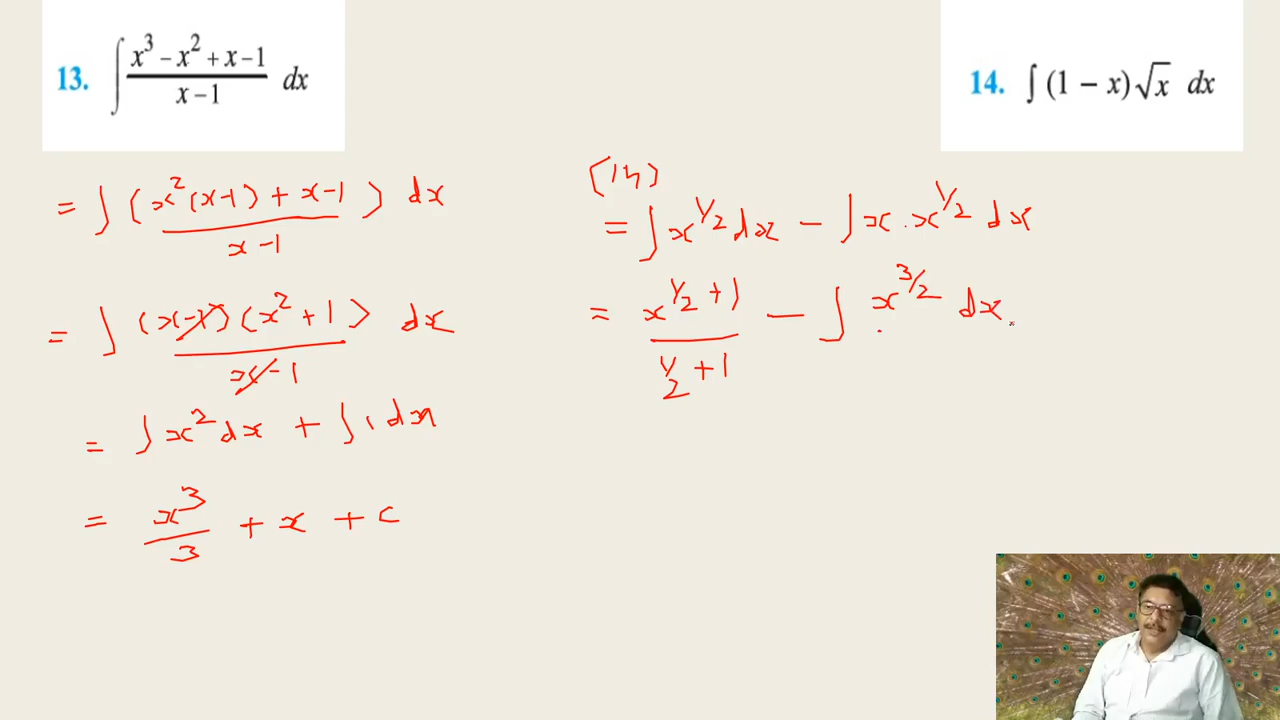 13. ∫ (x³ − x² + x − 1)/(x − 1) dx
= ∫ (x²(x−1) + x−1)/(x−1) dx
= ∫ (x−1)(x²+1)/(x−1) dx
= ∫x²dx + ∫1 dx
= x³/3 + x + c
14. ∫ (1 − x)√x dx
(14)
= ∫x^1/2 dx − ∫x.x^1/2 dx
= x^(1/2 + 1)/(1/2 + 1) − ∫ x^3/2 dx